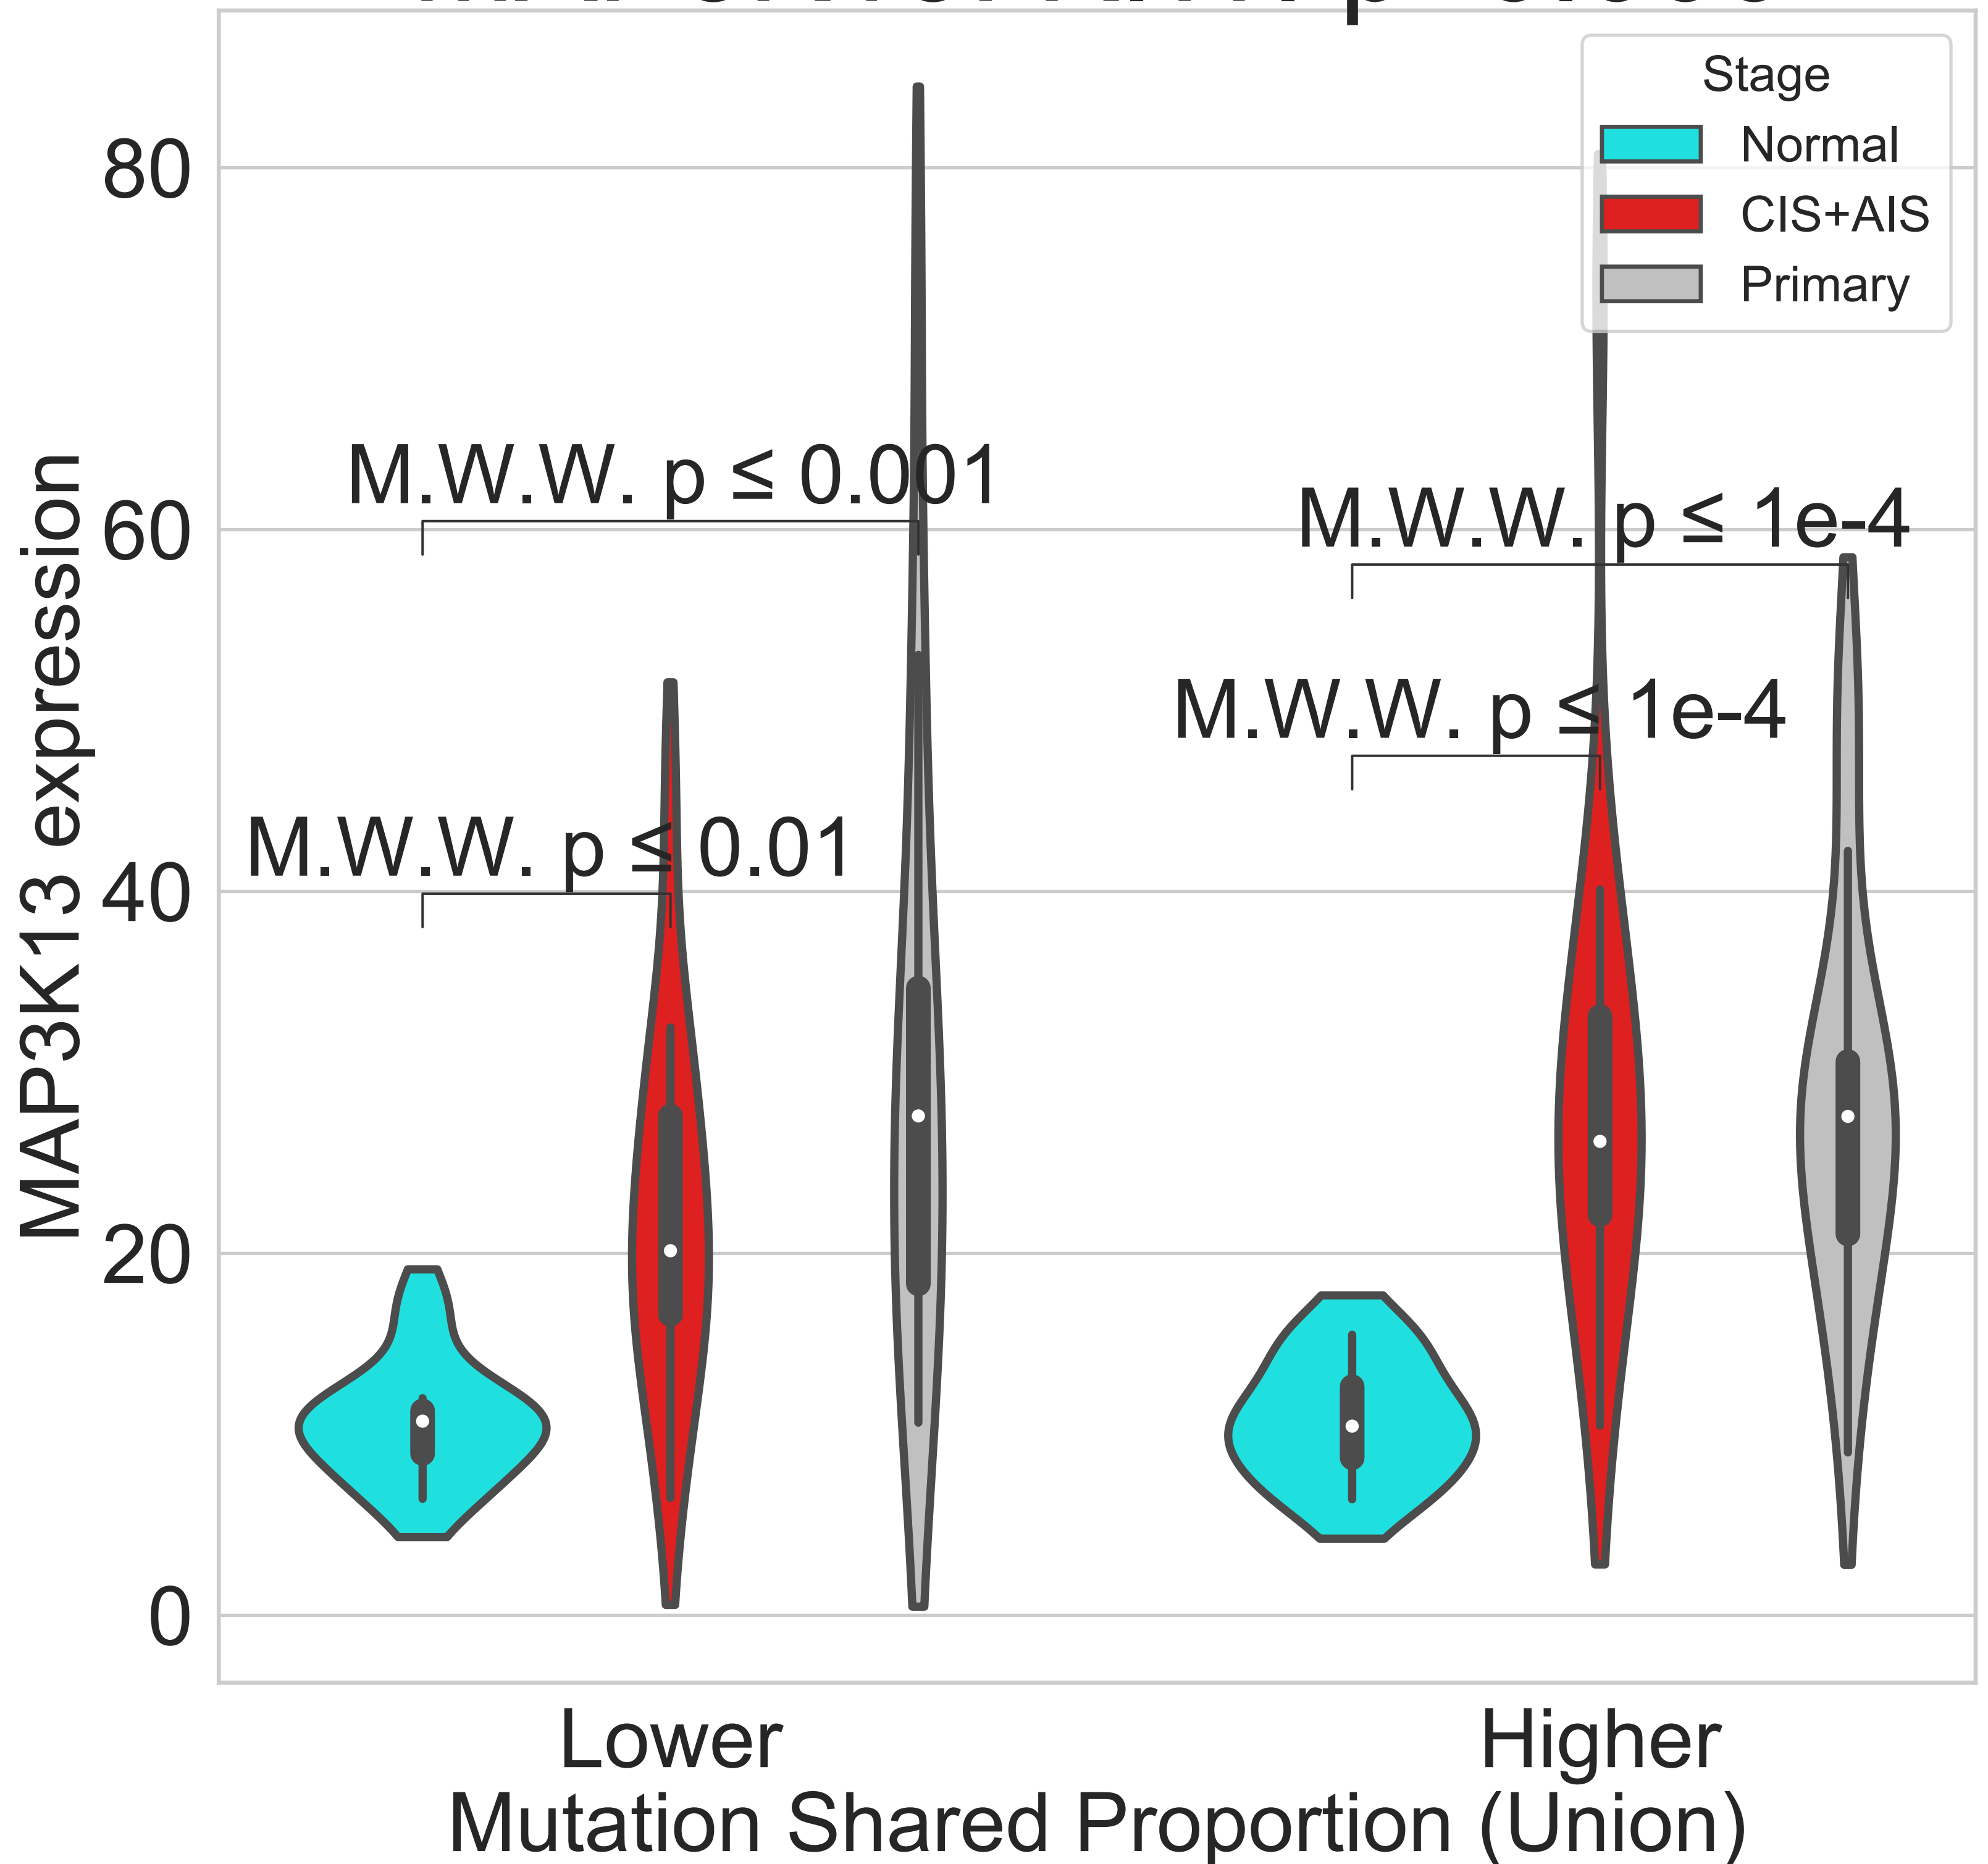 Stage
Normal
CIS+AIS
Primary
80
60
40
20
0
MAP3K13 expression
M.W.W. p ≤ 0.001
M.W.W. p ≤ 1e-4
M.W.W. p ≤ 1e-4
M.W.W. p ≤ 0.01
Lower
Higher
Mutation Shared Proportion (Union)